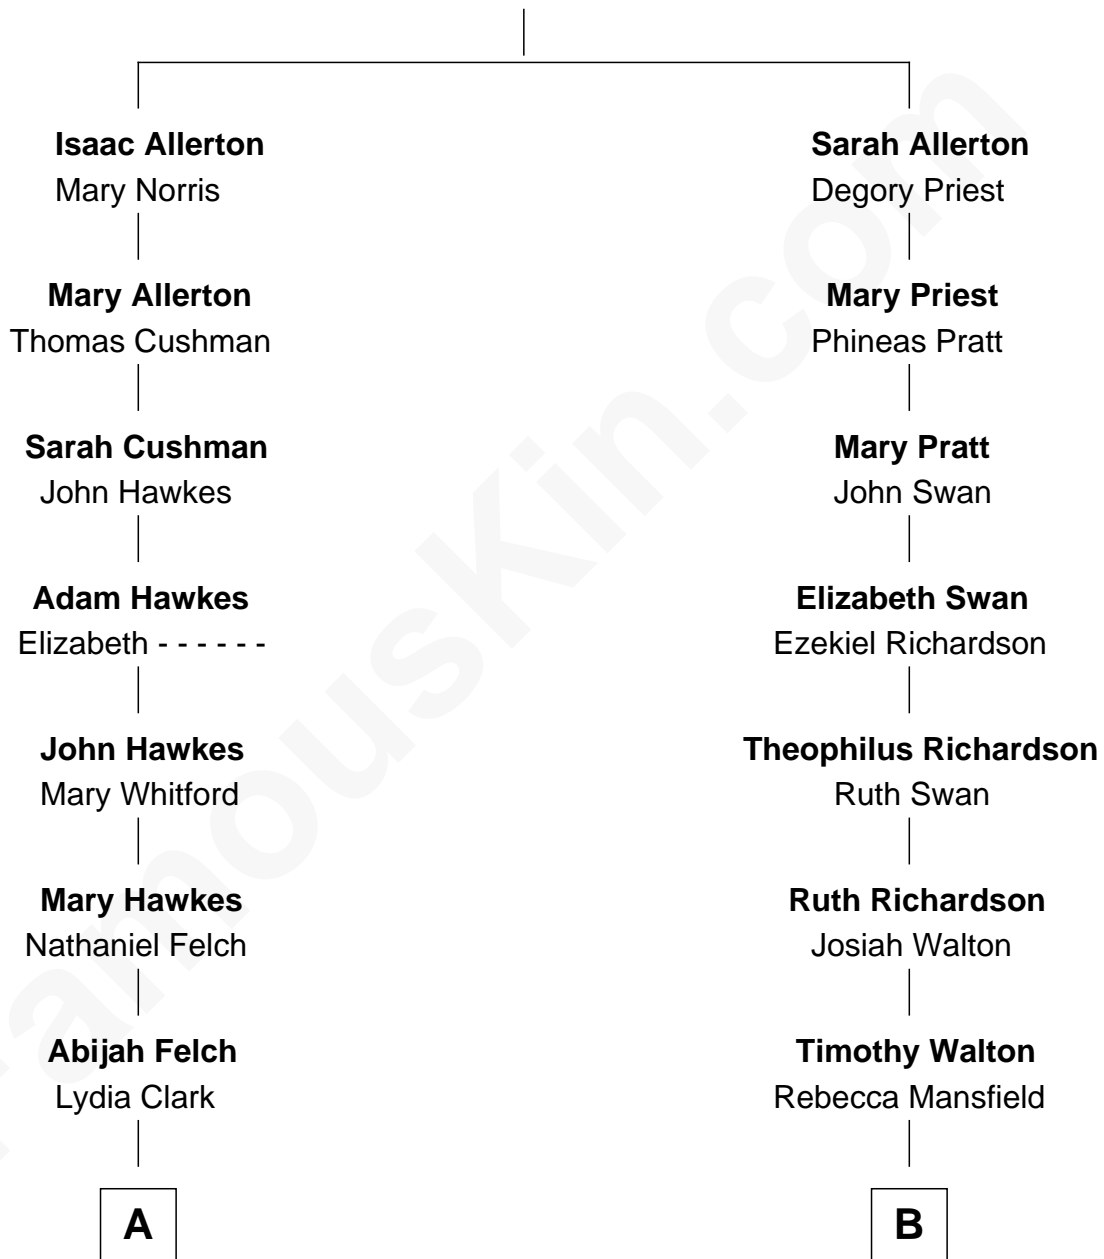 Isaac Allerton
Mary Norris
Mary Allerton
Thomas Cushman
Sarah Cushman
John Hawkes
Adam Hawkes
Elizabeth - - - - - -
John Hawkes
Mary Whitford
Mary Hawkes
Nathaniel Felch
Abijah Felch
Lydia Clark
A
Sarah Allerton
Degory Priest
Mary Priest
Phineas Pratt
Mary Pratt
John Swan
Elizabeth Swan
Ezekiel Richardson
Theophilus Richardson
Ruth Swan
Ruth Richardson
Josiah Walton
Timothy Walton
Rebecca Mansfield
B
FamousKin.com